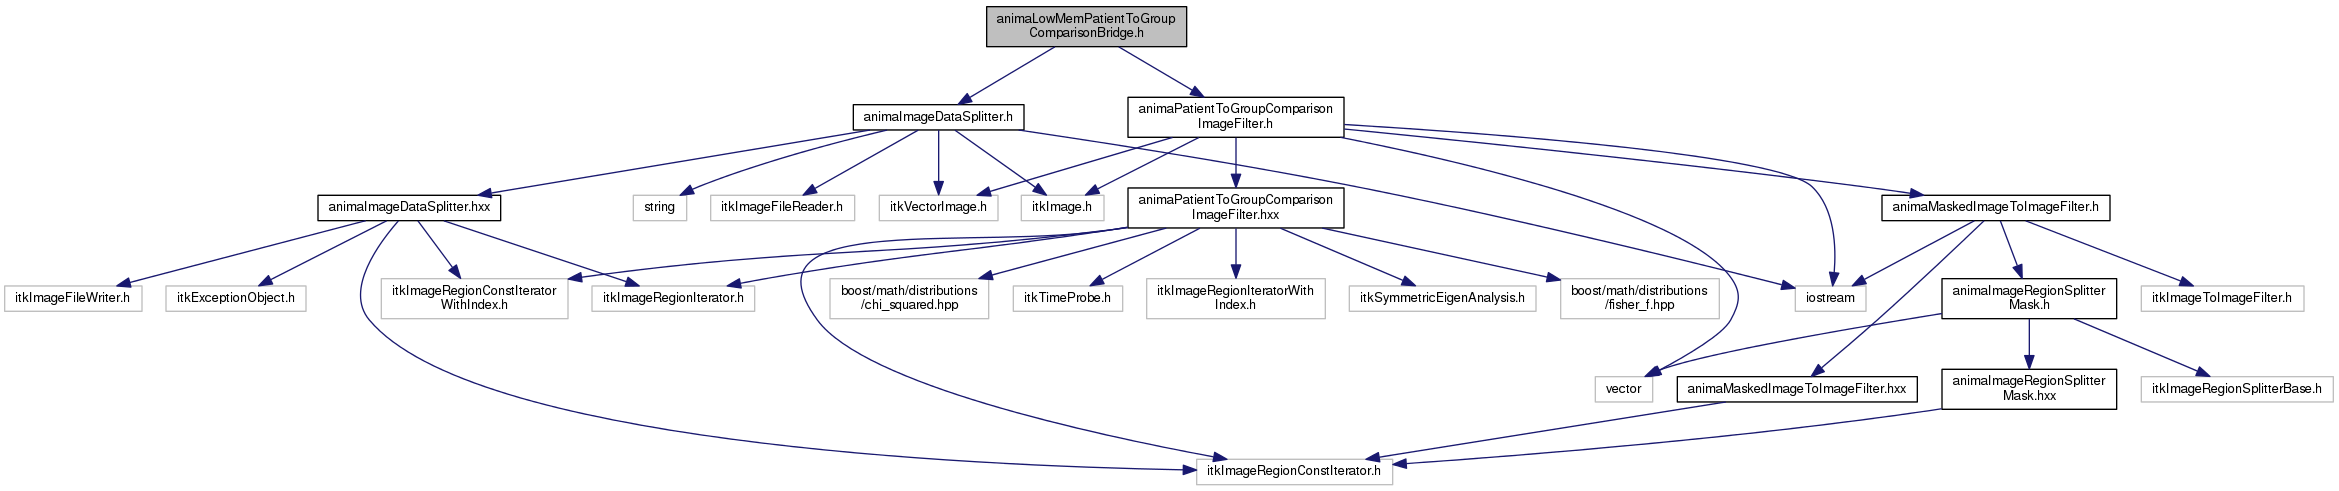 animaLowMemPatientToGroup
ComparisonBridge.h
animaImageDataSplitter.h
animaPatientToGroupComparison
ImageFilter.h
animaImageDataSplitter.hxx
string
itkImageFileReader.h
itkVectorImage.h
itkImage.h
animaPatientToGroupComparison
ImageFilter.hxx
animaMaskedImageToImageFilter.h
itkImageFileWriter.h
itkExceptionObject.h
itkImageRegionConstIterator
WithIndex.h
itkImageRegionIterator.h
boost/math/distributions
/chi_squared.hpp
itkTimeProbe.h
itkImageRegionIteratorWith
Index.h
itkSymmetricEigenAnalysis.h
boost/math/distributions
/fisher_f.hpp
iostream
animaImageRegionSplitter
Mask.h
itkImageToImageFilter.h
vector
animaMaskedImageToImageFilter.hxx
animaImageRegionSplitter
Mask.hxx
itkImageRegionSplitterBase.h
itkImageRegionConstIterator.h